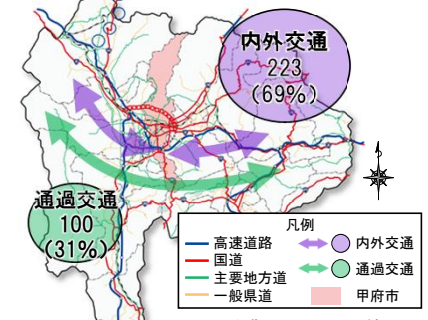 内外交通
223
(69%)
通過交通
100
(31%)
凡例
高速道路
内外交通
国道
通過交通
主要地方道
一般県道
甲府市